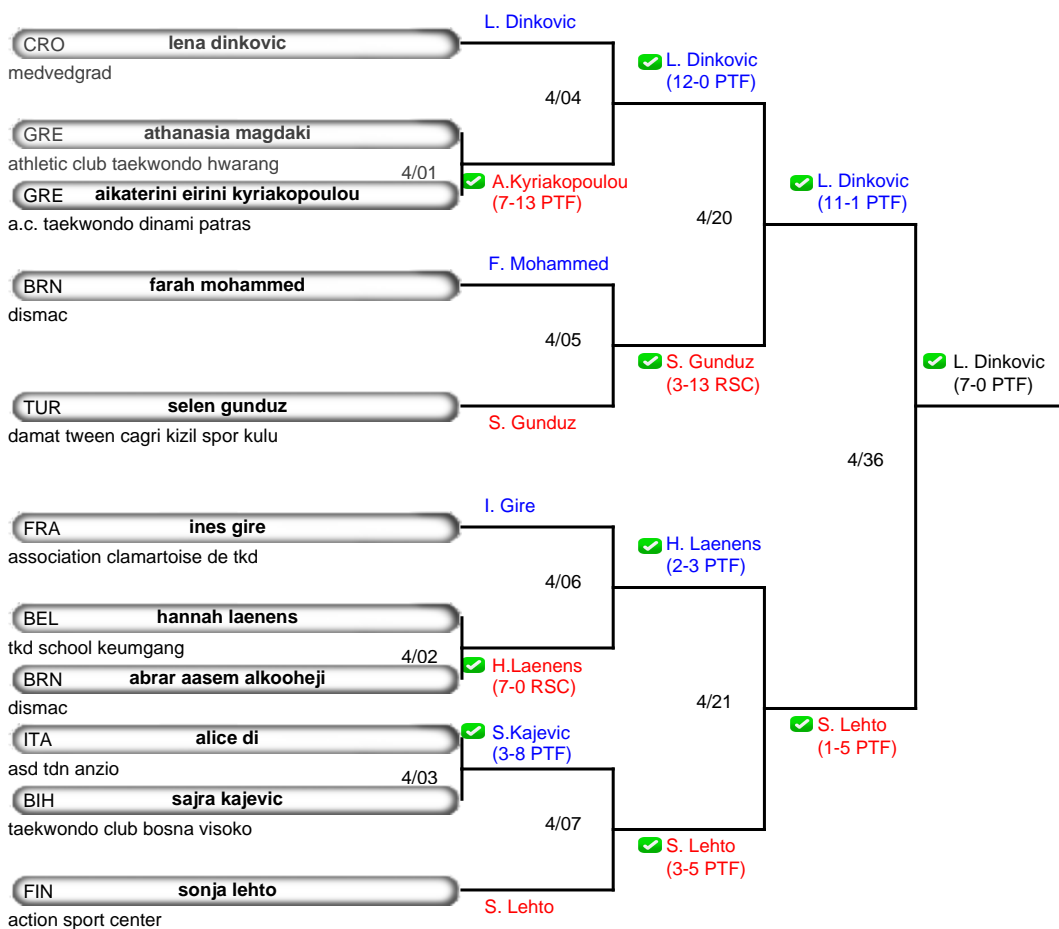 L. Dinkovic
CRO lena dinkovic
medvedgrad
L. Dinkovic
(12-0 PTF)
4/04
GRE athanasia magdaki
athletic club taekwondo hwarang
4/01
GRE aikaterini eirini kyriakopoulou
a.c. taekwondo dinami patras
A.Kyriakopoulou
(7-13 PTF)
L. Dinkovic
(11-1 PTF)
4/20
F. Mohammed
BRN farah mohammed
dismac
4/05
S. Gunduz
(3-13 RSC)
L. Dinkovic
(7-0 PTF)
TUR selen gunduz
damat tween cagri kizil spor kulu
S. Gunduz
4/36
I. Gire
FRA ines gire
association clamartoise de tkd
H. Laenens
(2-3 PTF)
4/06
BEL hannah laenens
tkd school keumgang
4/02
BRN abrar aasem alkooheji
dismac
H.Laenens
(7-0 RSC)
4/21
S. Lehto
(1-5 PTF)
ITA alice di
asd tdn anzio
S.Kajevic
(3-8 PTF)
4/03
BIH sajra kajevic
taekwondo club bosna visoko
4/07
S. Lehto
(3-5 PTF)
FIN sonja lehto
action sport center
S. Lehto